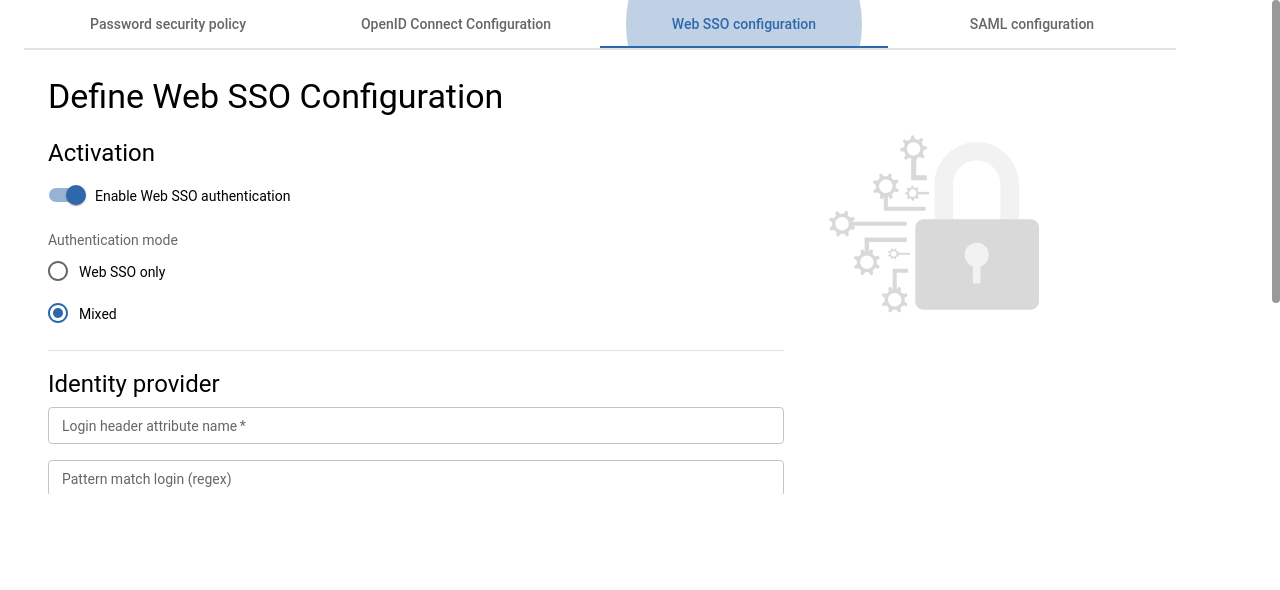 Password security policy
OpenID Connect Configuration
Web SSO configuration
SAML configuration
Define Web SSO Configuration
Activation
Enable Web SSO authentication
Authentication mode
Web SSO only
Mixed
Identity provider
Login header attribute name *
Pattern match login (regex)